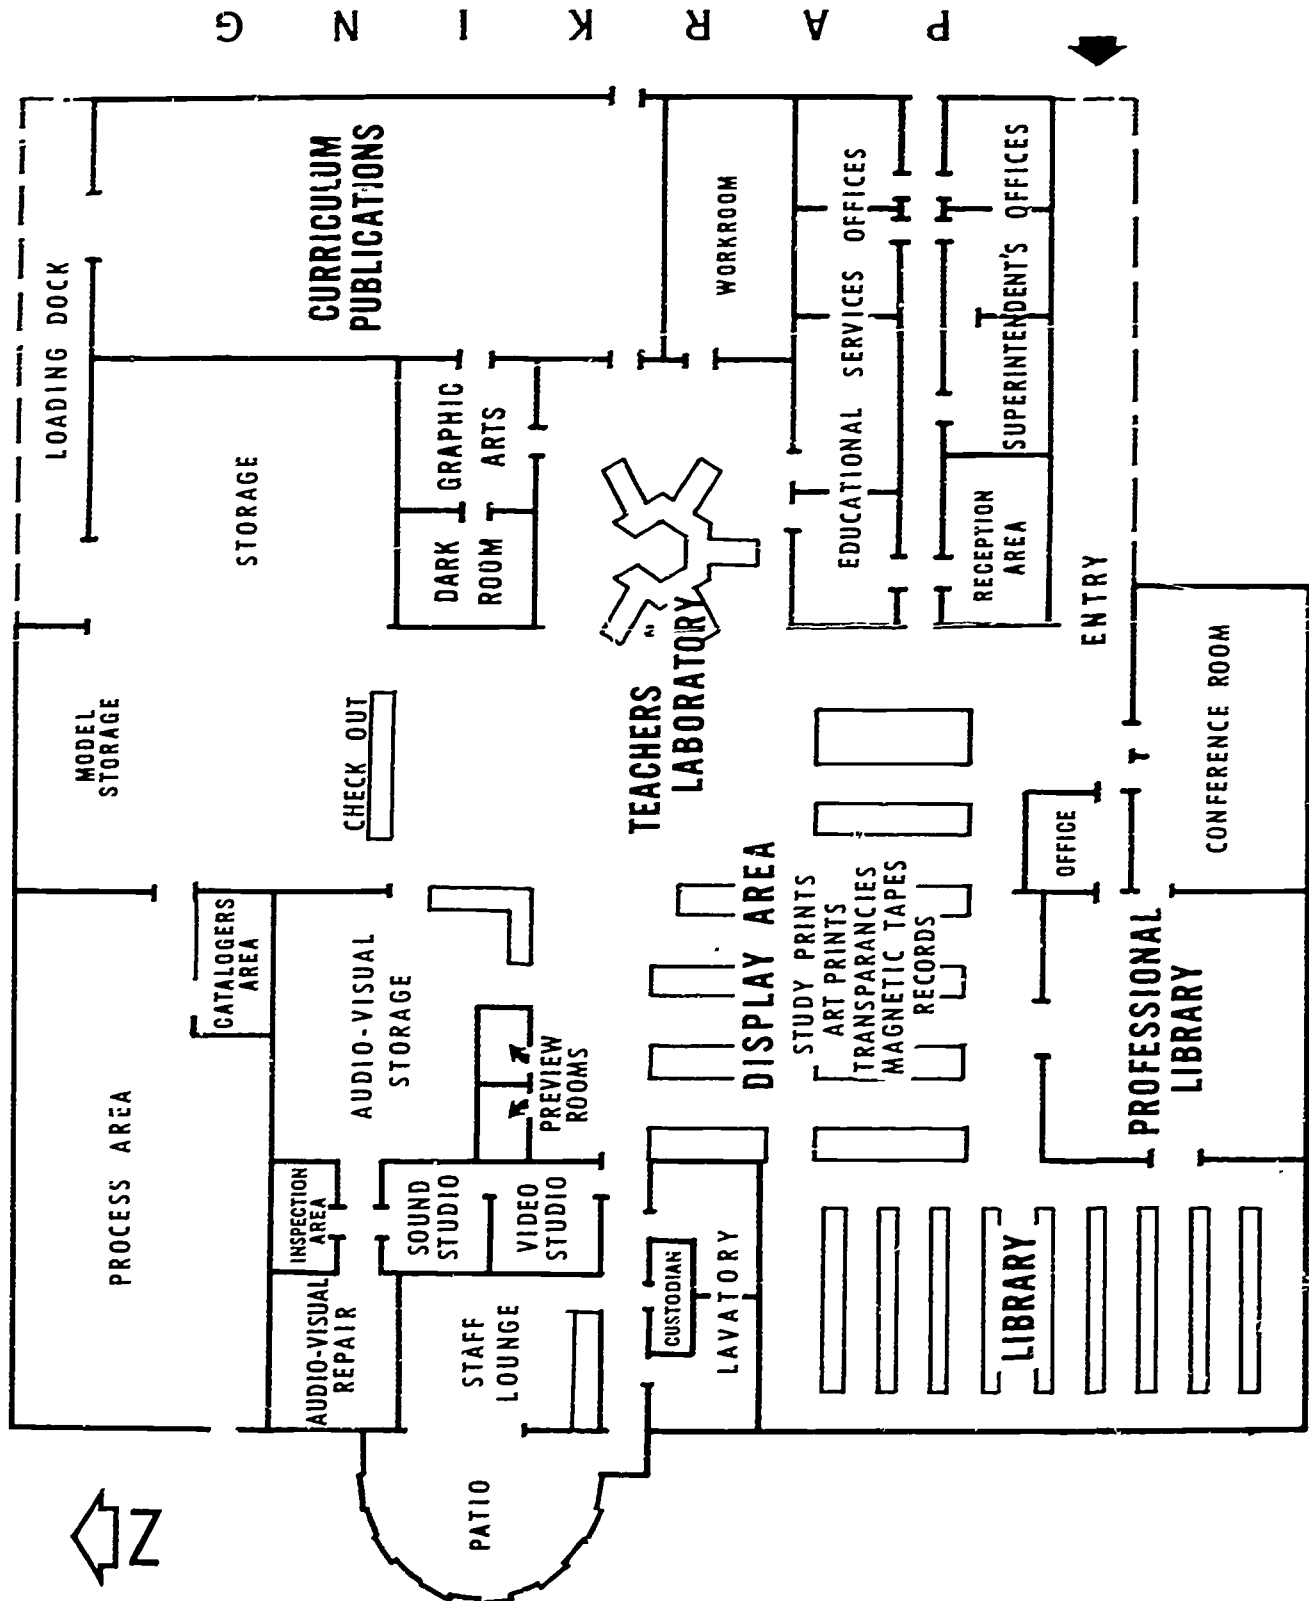 PARKING
LOADING DOCK
CURRICULUM
PUBLICATIONS
WORKROOM
EDUCATIONAL SERVICES OFFICES
SUPERINTENDENT'S OFFICES
RECEPTION
AREA
ENTRY
STORAGE
GRAPHIC
ARTS
DARK
ROUM
MODEL
STORAGE
CHECK OUT
TEACHERS
LABORATORY
CONFERENCE ROOM
OFFICE
CATALOGERS
AREA
AUDIO-VISUAL
STORAGE
PREVIEW
ROOMS
DISPLAY AREA
STUDY PRINTS
ART PRINTS
TRANSPARANCIES
MAGNETIC TAPES
RECORDS
PROFESSIONAL
LIBRARY
PROCESS AREA
INSPECTION
AREA
SOUND
STUDIO
VIDEO
STUDIO
AUDIO-VISUAL
REPAIR
STAFF
LOUNGE
CUSTODIAN
LAVATORY
LIBRARY
PATIO
N